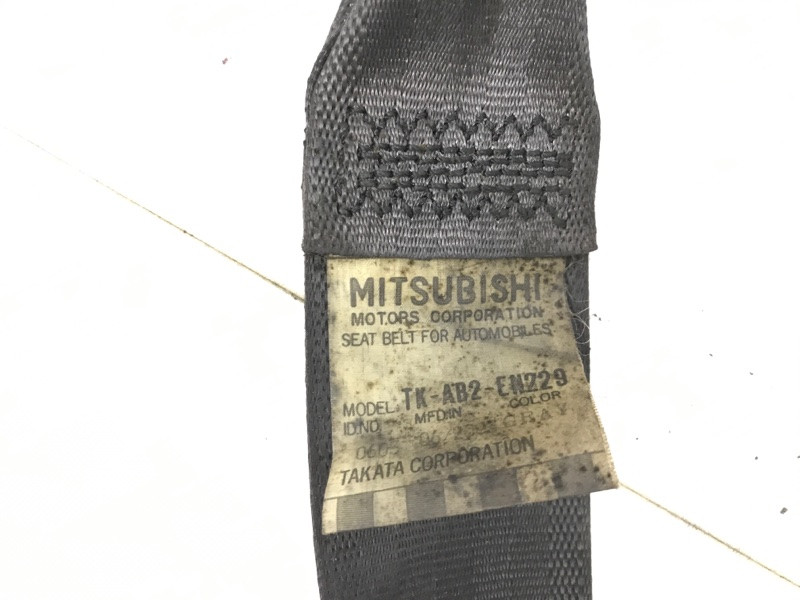 MITSUBISHI
MOTORS CORPORATION
SEAT BELT FOR AUTOMOBILES
MODEL. TK-AB2-EN229
ID.NO. MFD.IN COLOR
GRAY
TAKATA CORPORATION